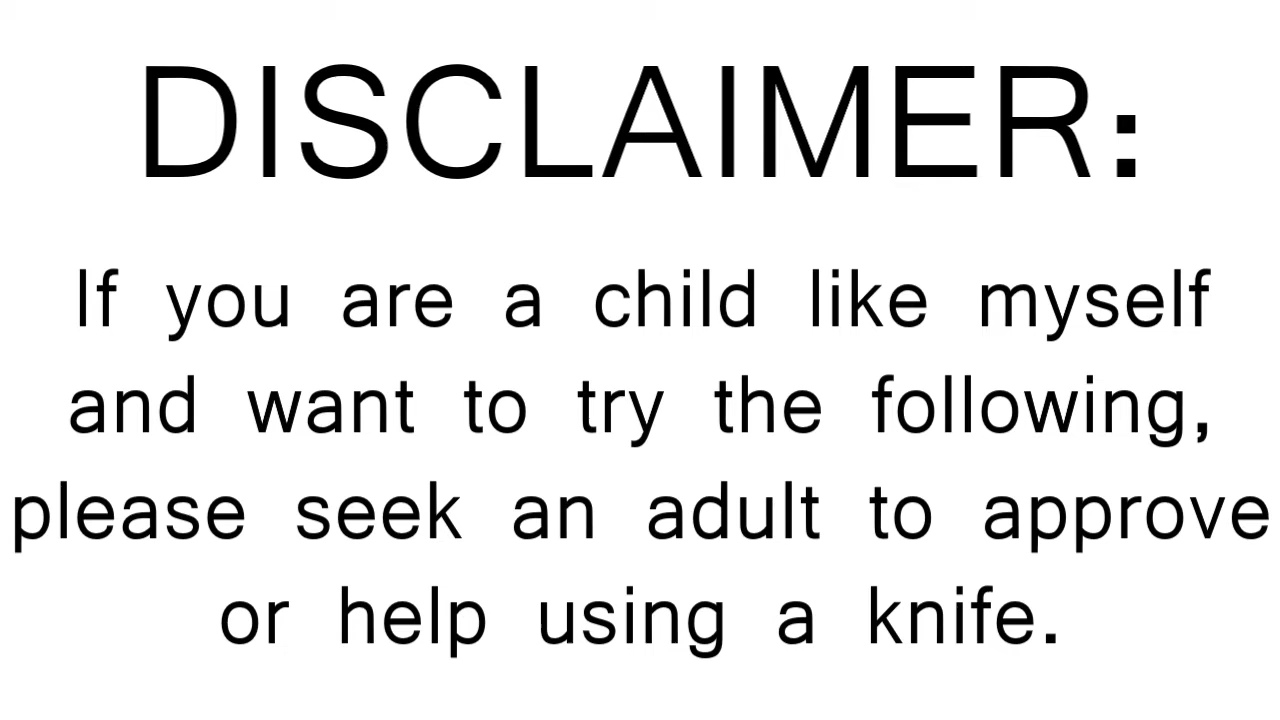 DISCLAIMER:
If you are a child like myself
and want to try the following,
please seek an adult to approve
or help using a knife.